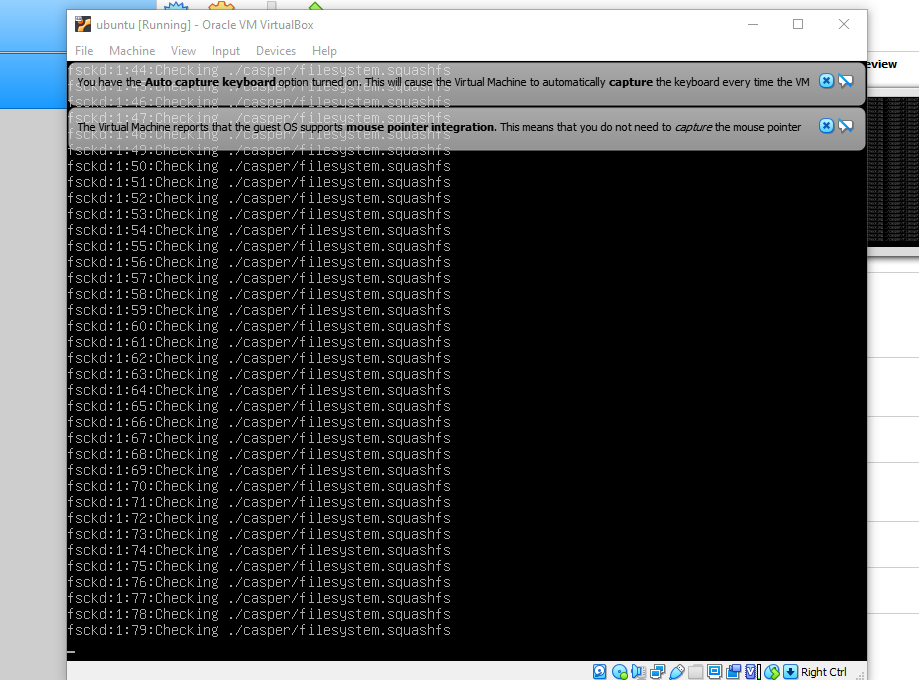 ubuntu [Running] - Oracle VM VirtualBox
File Machine View Input Devices Help
fsckd:1:44:Checking ./casper/filesystem.squashfs
You have the Auto capture keyboard option turned on. This will cause the Virtual Machine to automatically capture the keyboard every time the VM
eview
fsckd:1:46:Checking ./casper/filesystem.squashfs
fsckd:1:47:Checking ./casper/filesystem.squashfs
The Virtual Machine reports that the guest OS supports mouse pointer integration. This means that you do not need to capture the mouse pointer
fsckd:1:48:Checking ./casper/filesystem.squashfs
fsckd:1:49:Checking ./casper/filesystem.squashfs
fsckd:1:50:Checking ./casper/filesystem.squashfs
fsckd:1:51:Checking ./casper/filesystem.squashfs
fsckd:1:52:Checking ./casper/filesystem.squashfs
fsckd:1:53:Checking ./casper/filesystem.squashfs
fsckd:1:54:Checking ./casper/filesystem.squashfs
fsckd:1:55:Checking ./casper/filesystem.squashfs
fsckd:1:56:Checking ./casper/filesystem.squashfs
fsckd:1:57:Checking ./casper/filesystem.squashfs
fsckd:1:58:Checking ./casper/filesystem.squashfs
fsckd:1:59:Checking ./casper/filesystem.squashfs
fsckd:1:60:Checking ./casper/filesystem.squashfs
fsckd:1:61:Checking ./casper/filesystem.squashfs
fsckd:1:62:Checking ./casper/filesystem.squashfs
fsckd:1:63:Checking ./casper/filesystem.squashfs
fsckd:1:64:Checking ./casper/filesystem.squashfs
fsckd:1:65:Checking ./casper/filesystem.squashfs
fsckd:1:66:Checking ./casper/filesystem.squashfs
fsckd:1:67:Checking ./casper/filesystem.squashfs
fsckd:1:68:Checking ./casper/filesystem.squashfs
fsckd:1:69:Checking ./casper/filesystem.squashfs
fsckd:1:70:Checking ./casper/filesystem.squashfs
fsckd:1:71:Checking ./casper/filesystem.squashfs
fsckd:1:72:Checking ./casper/filesystem.squashfs
fsckd:1:73:Checking ./casper/filesystem.squashfs
fsckd:1:74:Checking ./casper/filesystem.squashfs
fsckd:1:75:Checking ./casper/filesystem.squashfs
fsckd:1:76:Checking ./casper/filesystem.squashfs
fsckd:1:77:Checking ./casper/filesystem.squashfs
fsckd:1:78:Checking ./casper/filesystem.squashfs
fsckd:1:79:Checking ./casper/filesystem.squashfs
Right Ctrl